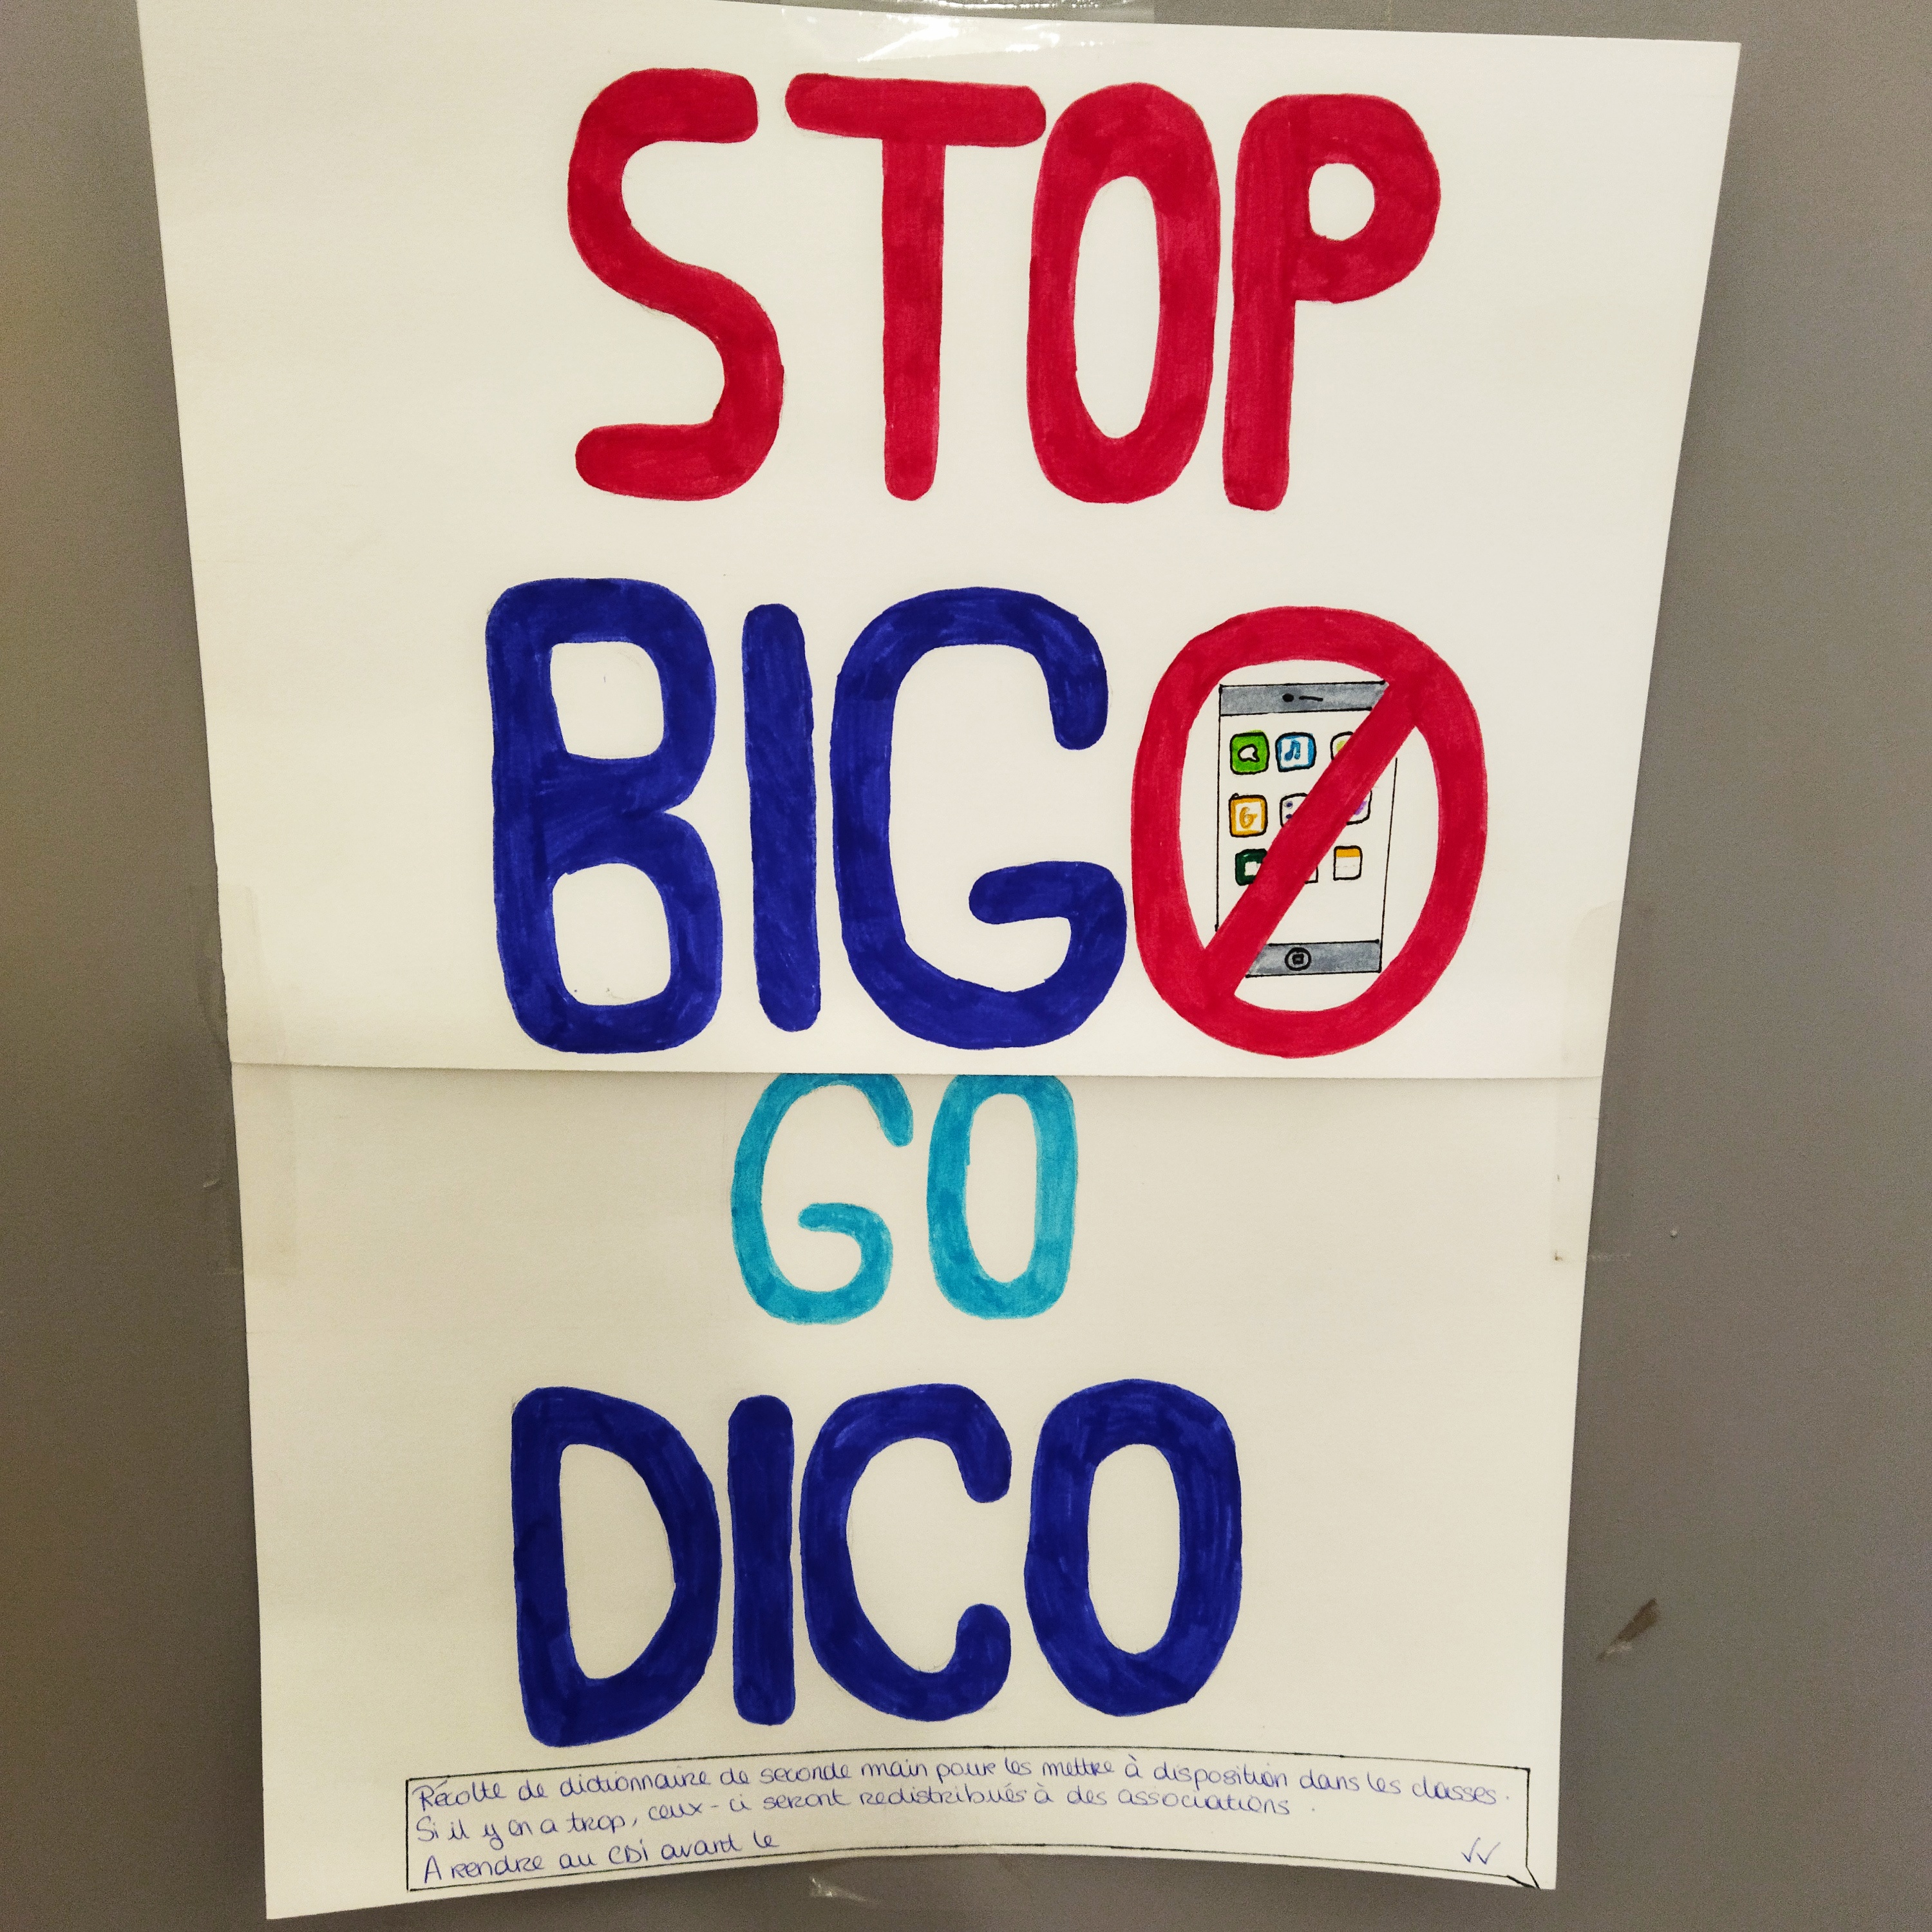 STOP
BIGO
G
GO
DICO
Récolte de dictionnaire de seconde main pour les mettre à disposition dans les classes.
Si il y en a trop, ceux-ci seront redistribués à des associations.
A rendre au CDI avant le